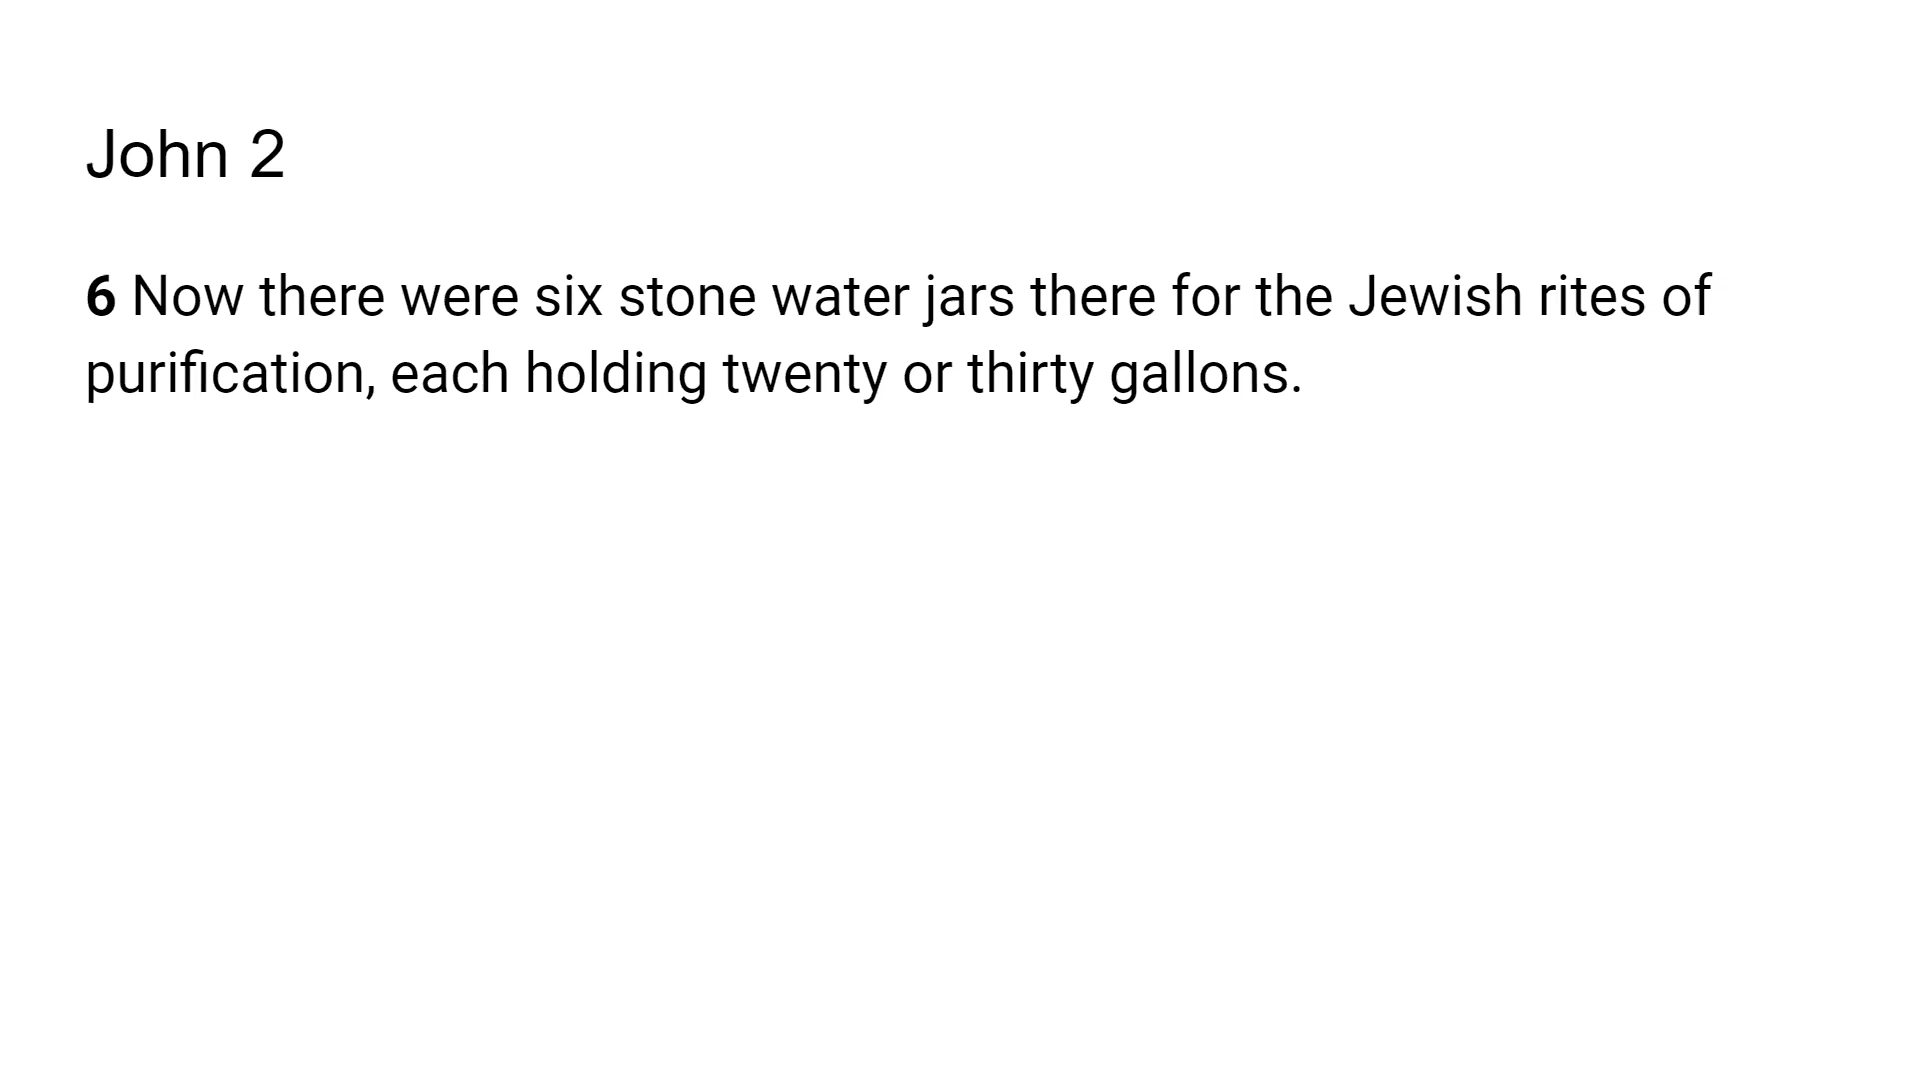 John 2
6 Now there were six stone water jars there for the Jewish rites of
purification, each holding twenty or thirty gallons.